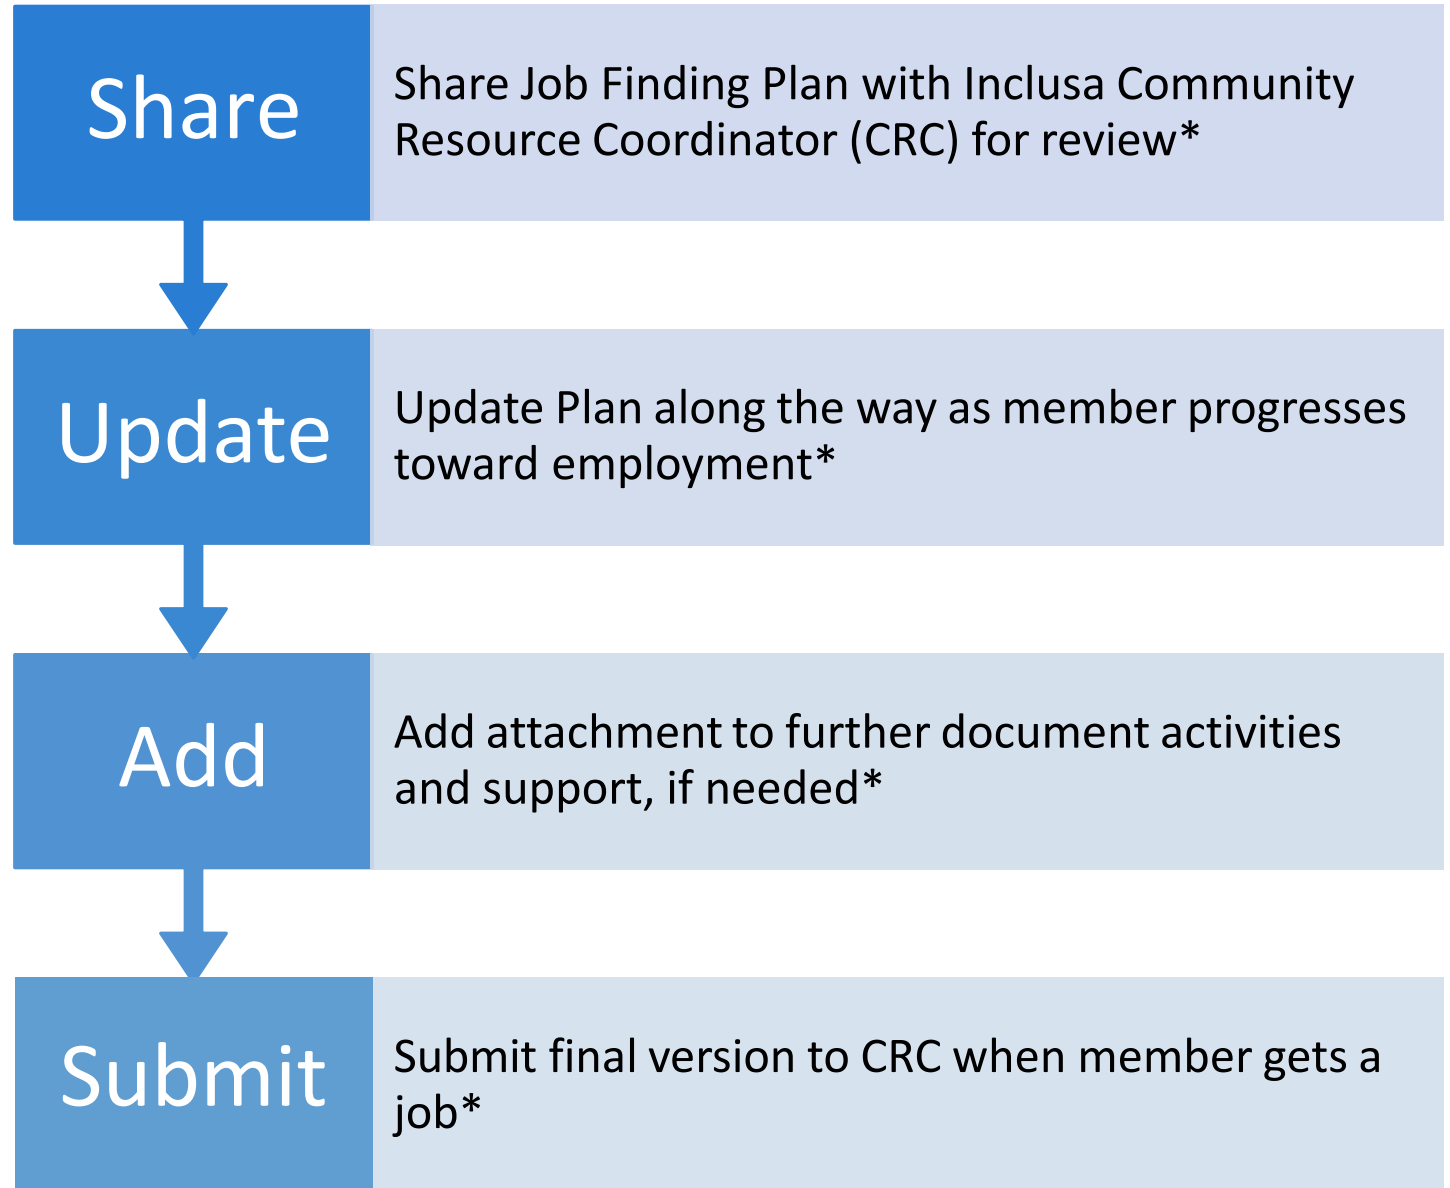 Share
Share Job Finding Plan with Inclusa Community
Resource Coordinator (CRC) for review*
Update
Update Plan along the way as member progresses
toward employment*
Add
Add attachment to further document activities
and support, if needed*
Submit
Submit final version to CRC when member gets a
job*